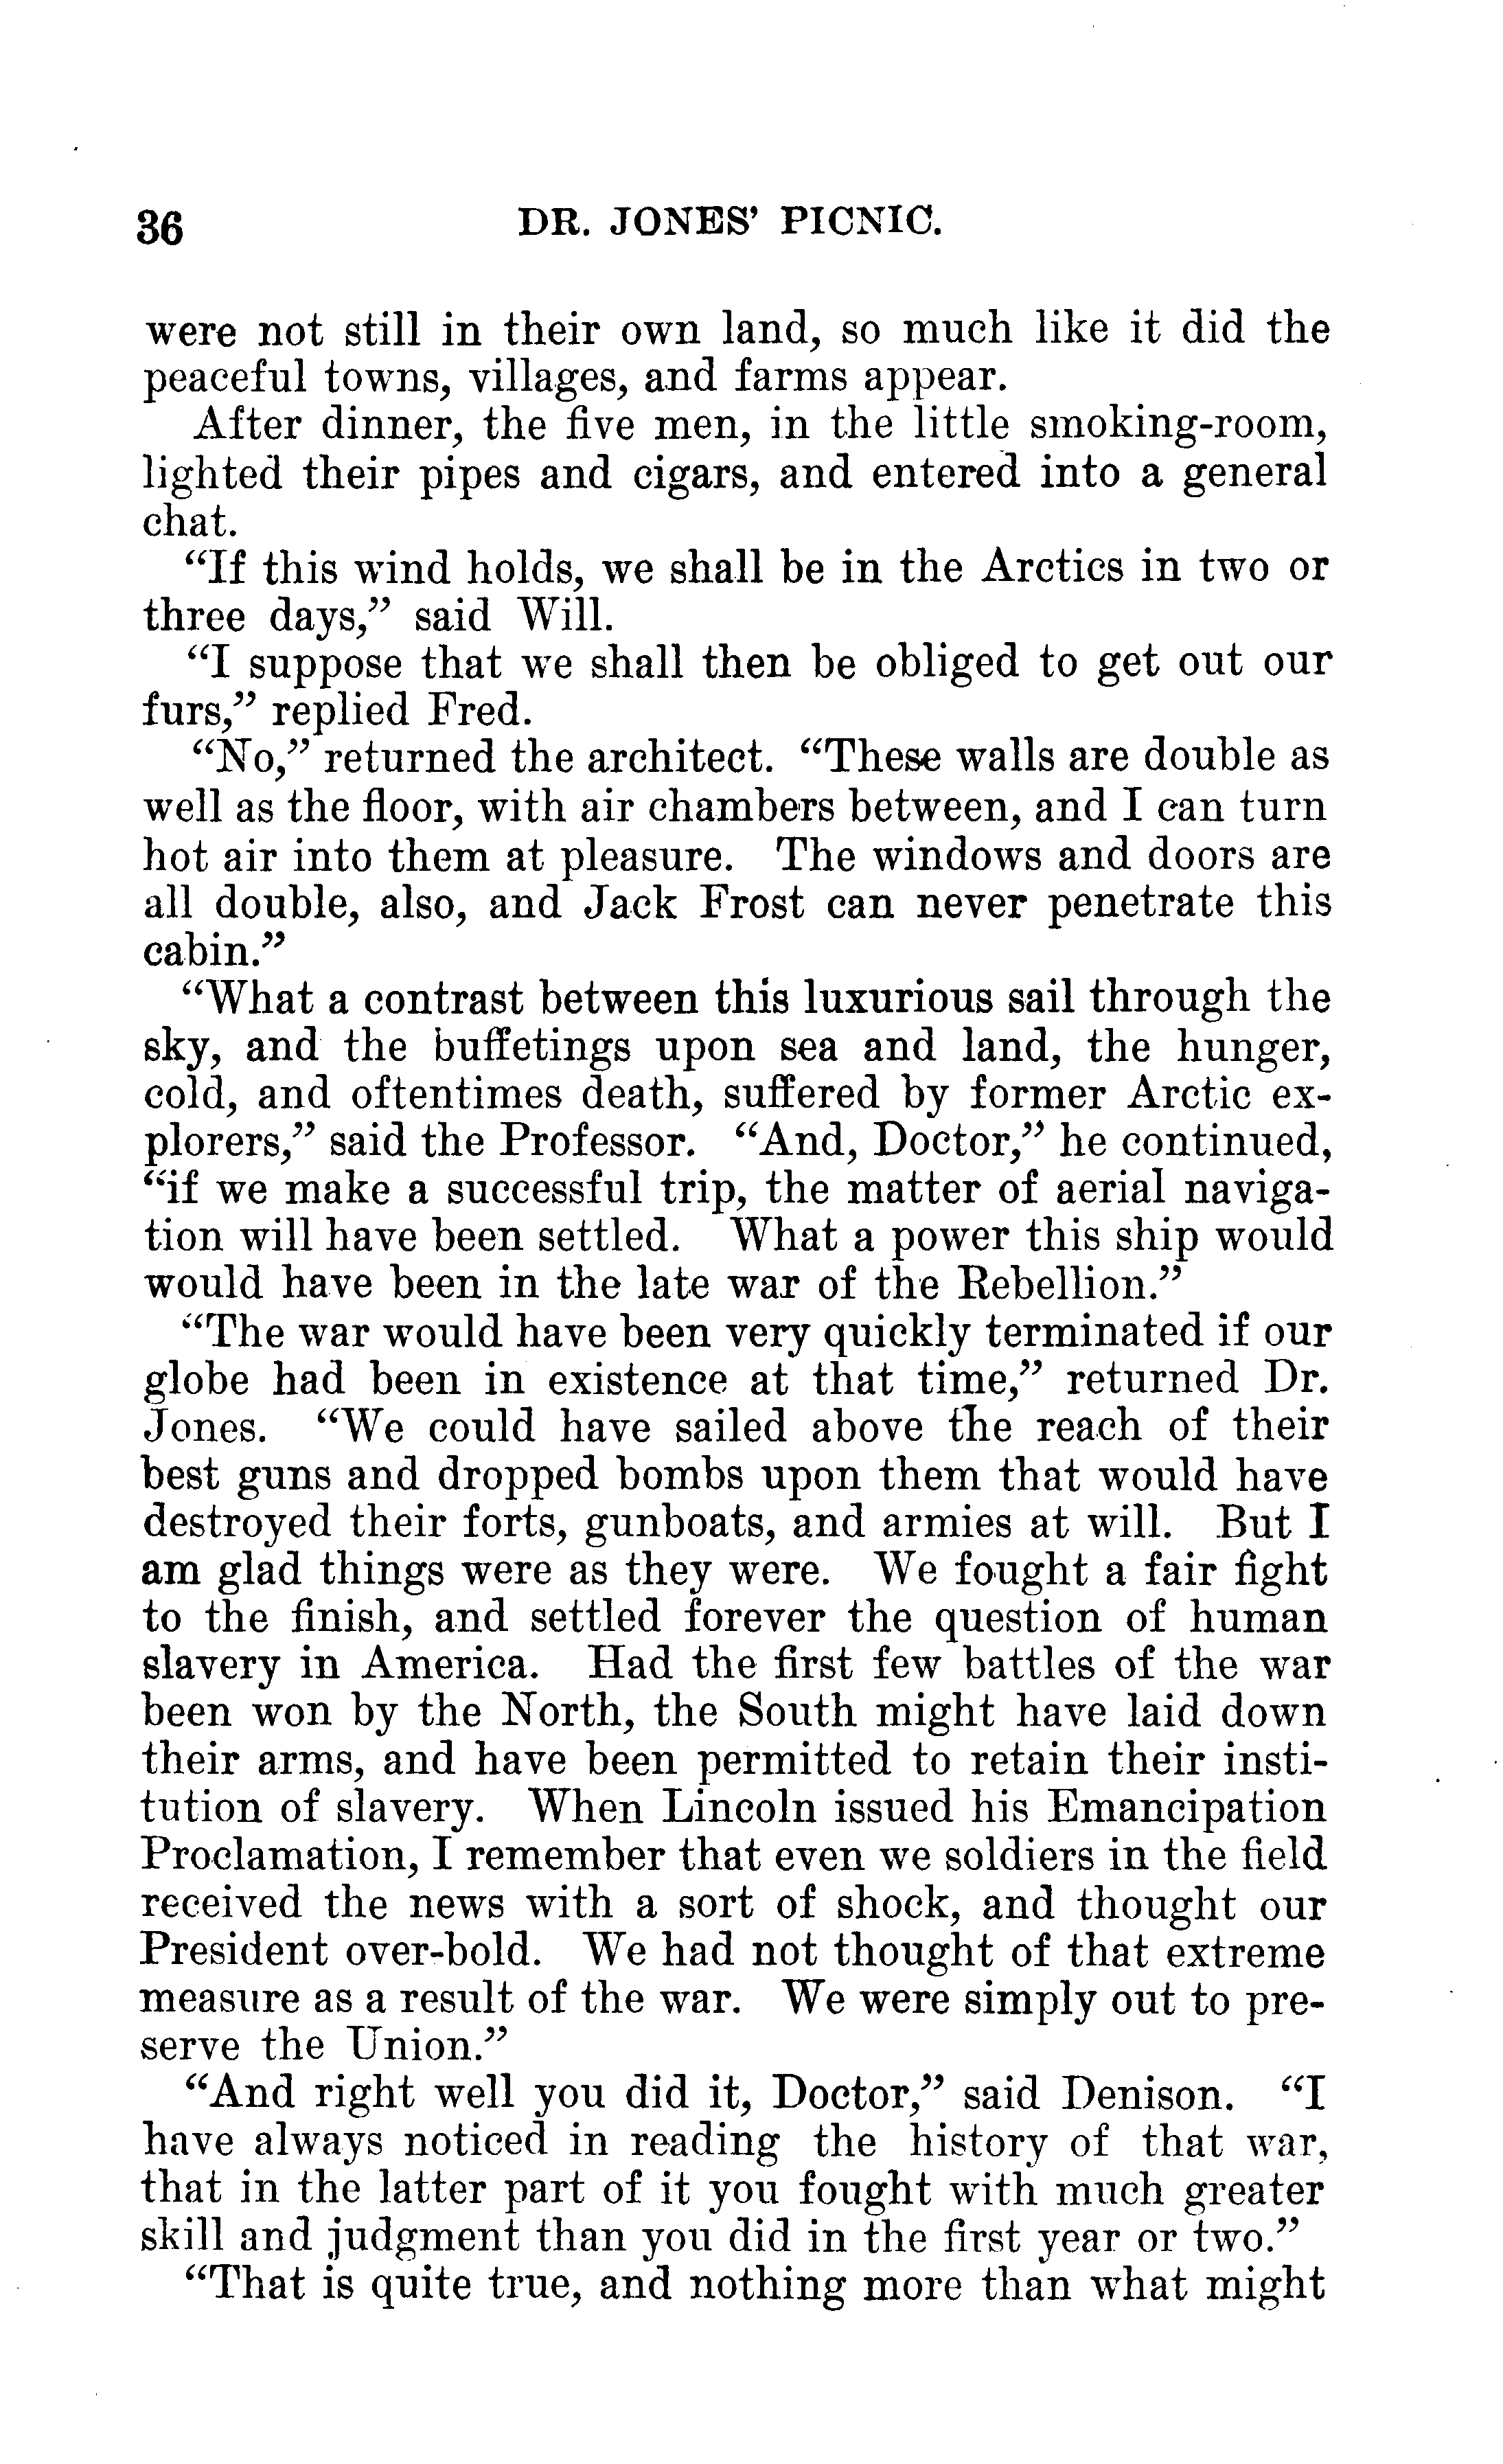 36 DR. JONES' PICNIC.
were not still in their own land, so much like it did the
peaceful towns, villages, and farms appear.
After dinner, the five men, in the little smoking-room,
lighted their pipes and cigars, and entered into a general
chat.
“If this wind holds, we shall be in the Arctics in two or
three days,” said Will.
“I suppose that we shall then be obliged to get out our
furs,” replied Fred.
“No,” returned the architect. “These walls are double as
well as the floor, with air chambers between, and I can turn
hot air into them at pleasure. The windows and doors are
all double, also, and Jack Frost can never penetrate this
cabin.”
“What a contrast between this luxurious sail through the
sky, and the buffetings upon sea and land, the hunger,
cold, and oftentimes death, suffered by former Arctic ex-
plorers,” said the Professor. “And, Doctor,” he continued,
“if we make a successful trip, the matter of aerial naviga-
tion will have been settled. What a power this ship would
would have been in the late war of the Rebellion.”
“The war would have been very quickly terminated if our
globe had been in existence at that time,” returned Dr.
Jones. “We could have sailed above the reach of their
best guns and dropped bombs upon them that would have
destroyed their forts, gunboats, and armies at will. But I
am glad things were as they were. We fought a fair fight
to the finish, and settled forever the question of human
slavery in America. Had the first few battles of the war
been won by the North, the South might have laid down
their arms, and have been permitted to retain their insti-
tution of slavery. When Lincoln issued his Emancipation
Proclamation, I remember that even we soldiers in the field
received the news with a sort of shock, and thought our
President over-bold. We had not thought of that extreme
measure as a result of the war. We were simply out to pre-
serve the Union.”
“And right well you did it, Doctor,” said Denison. “I
have always noticed in reading the history of that war,
that in the latter part of it you fought with much greater
skill and judgment than you did in the first year or two.”
“That is quite true, and nothing more than what might